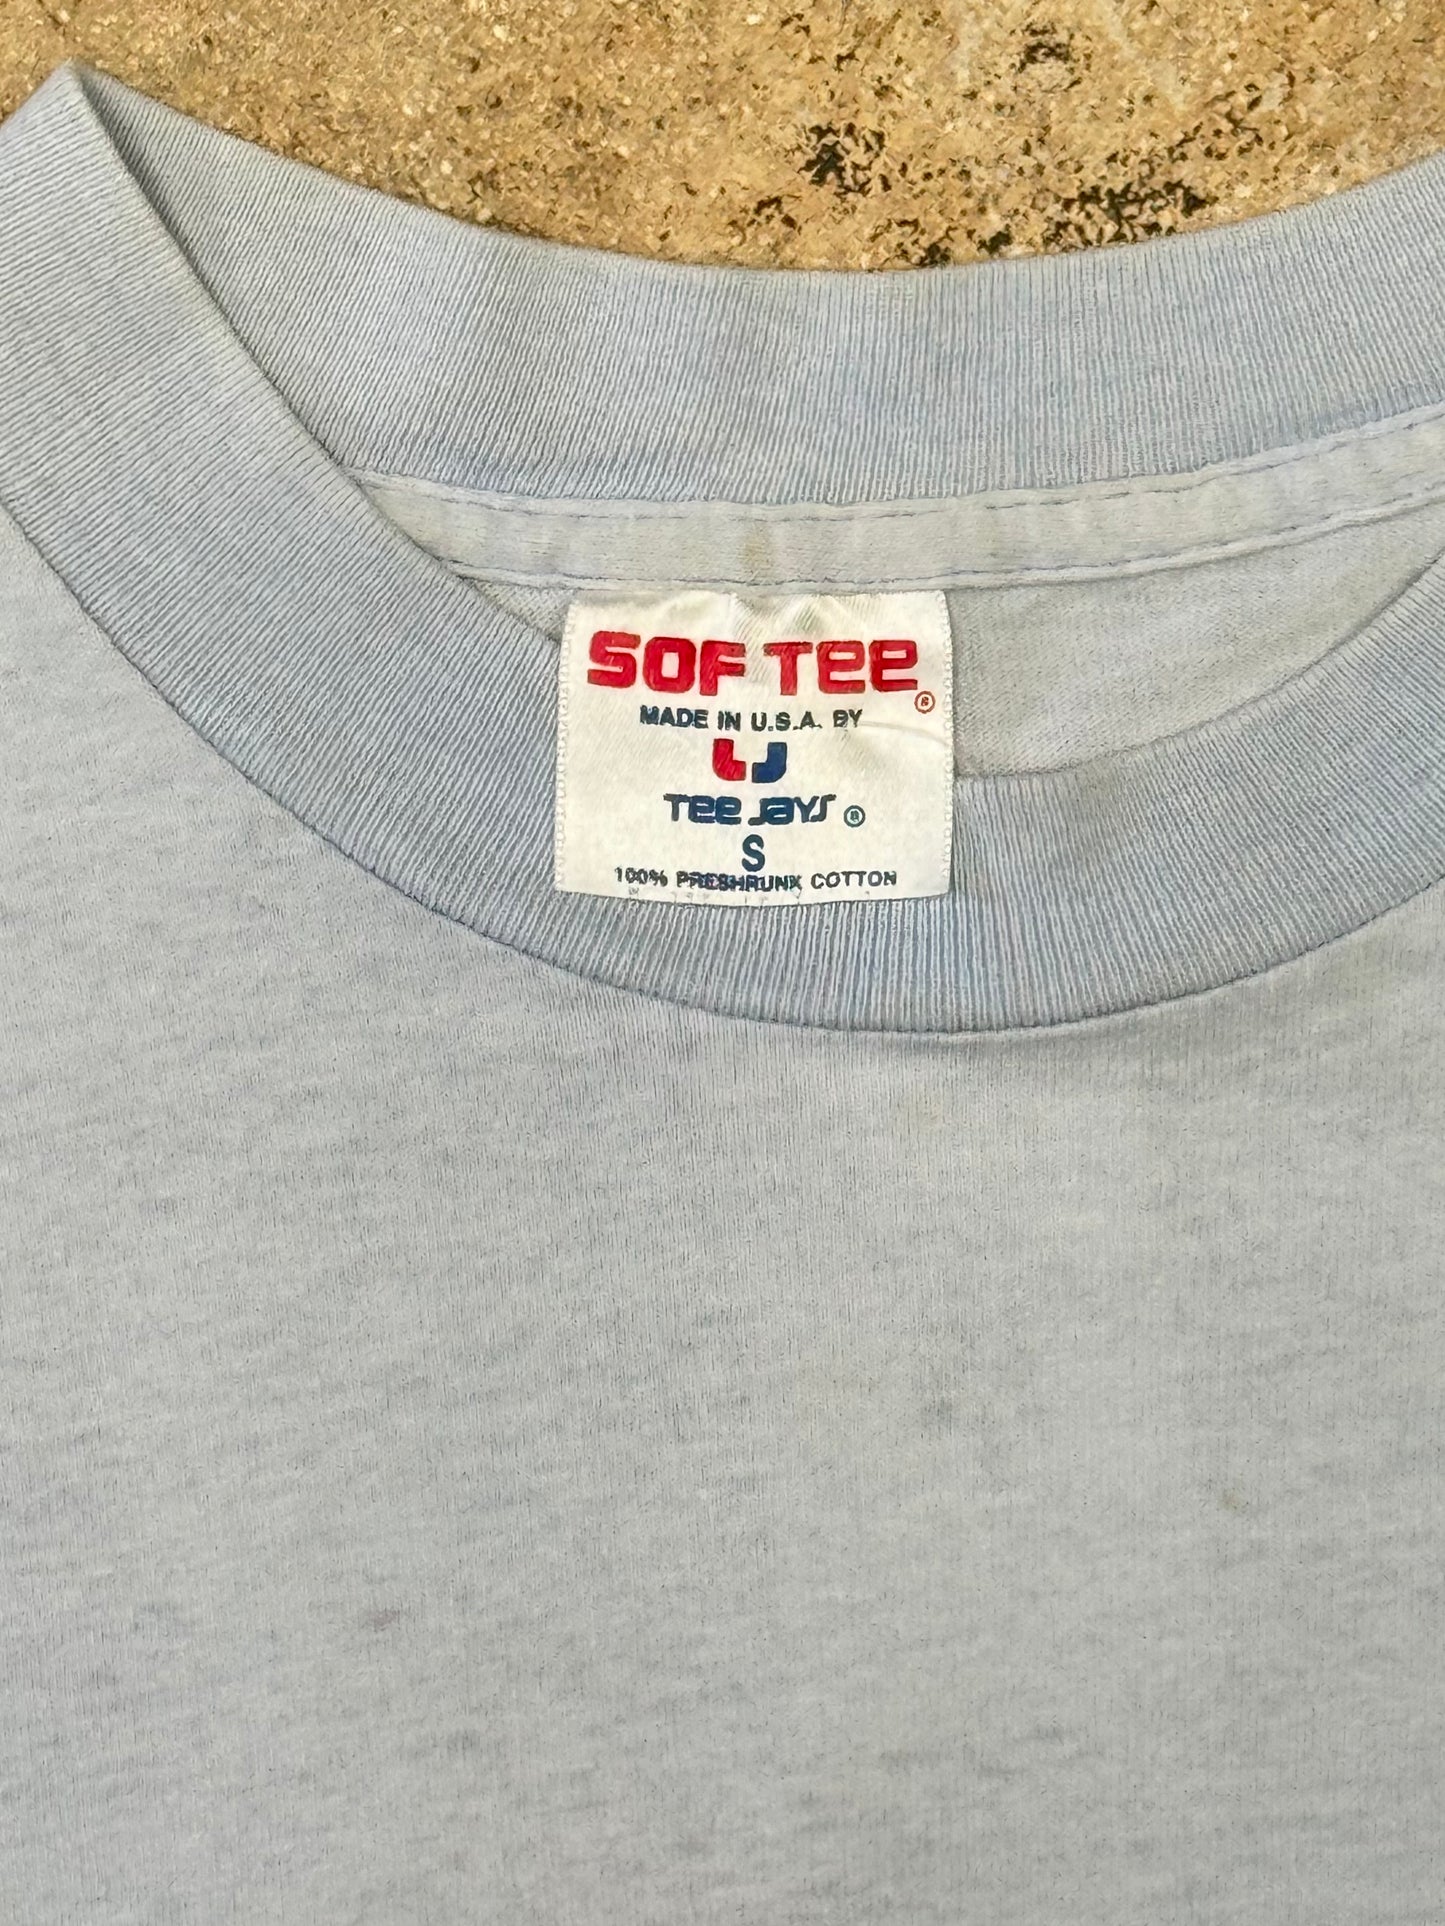 SOF TEE ®
MADE IN U.S.A. BY
TEE JAYS ®
S
100% PRESHRUNK COTTON